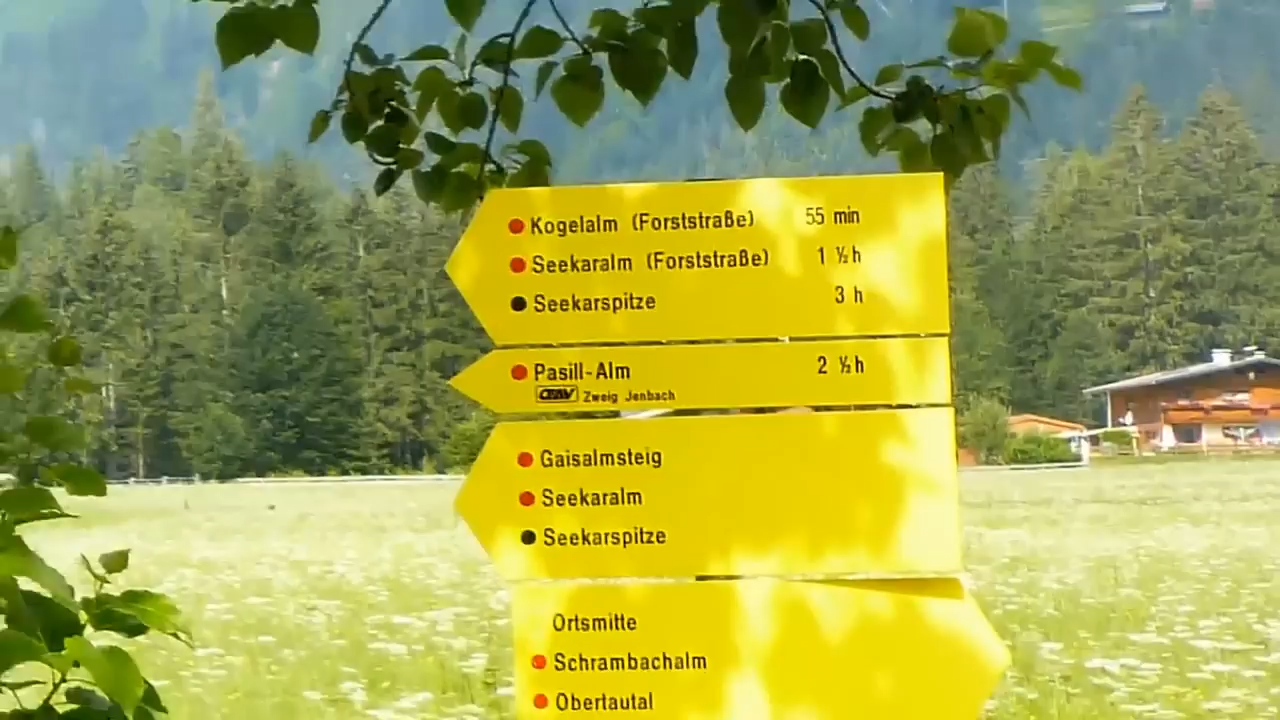 Kogelalm (Forststraße) 55 min
Seekaralm (Forststraße) 1 ½ h
Seekarspitze 3 h
Pasill-Alm 2 ½ h
ÖAV Zweig Jenbach
Gaisalmsteig
Seekaralm
Seekarspitze
Ortsmitte
Schrambachalm
Obertautal